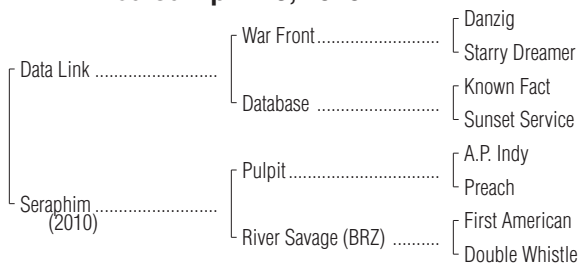 Danzig
War Front
Starry Dreamer
Data Link
Known Fact
Database
Sunset Service
A.P. Indy
Pulpit
Preach
Seraphim
(2010)
First American
River Savage (BRZ)
Double Whistle